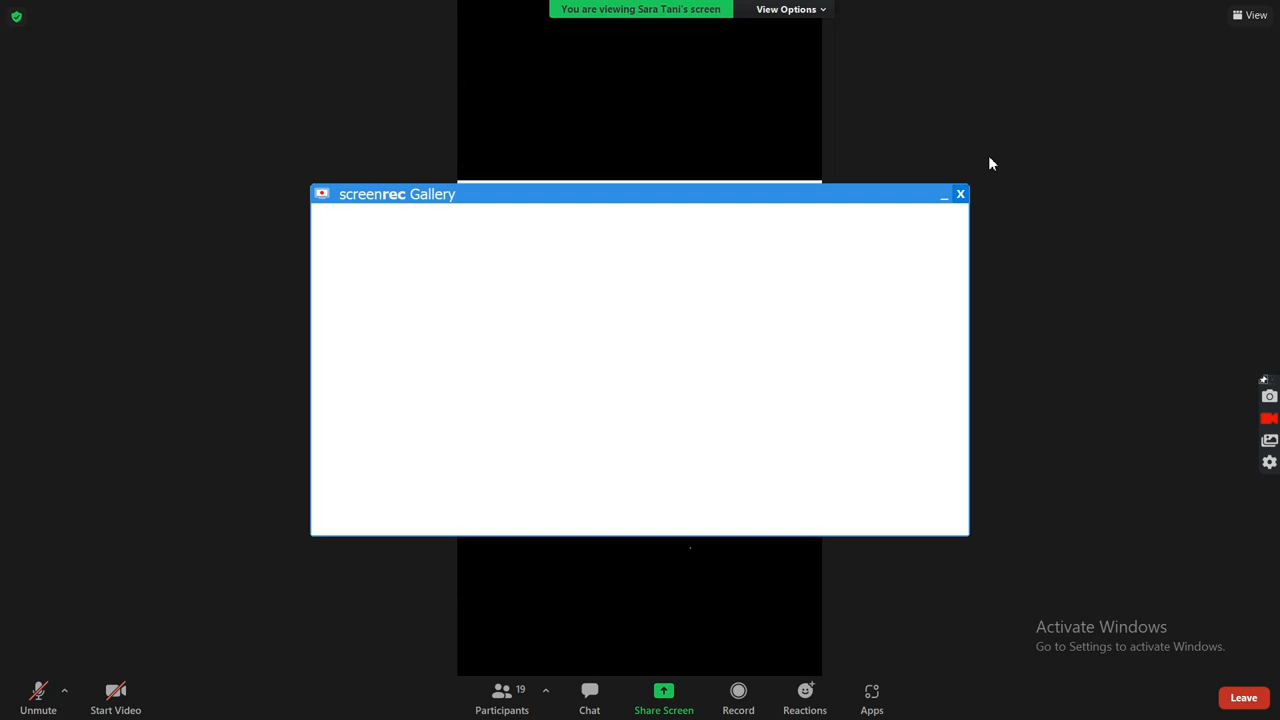 You are viewing Sara Tani's screen
View Options
View
screenrec Gallery
Activate Windows
Go to Settings to activate Windows.
Unmute
Start Video
19
Participants
Chat
Share Screen
Record
Reactions
Apps
Leave